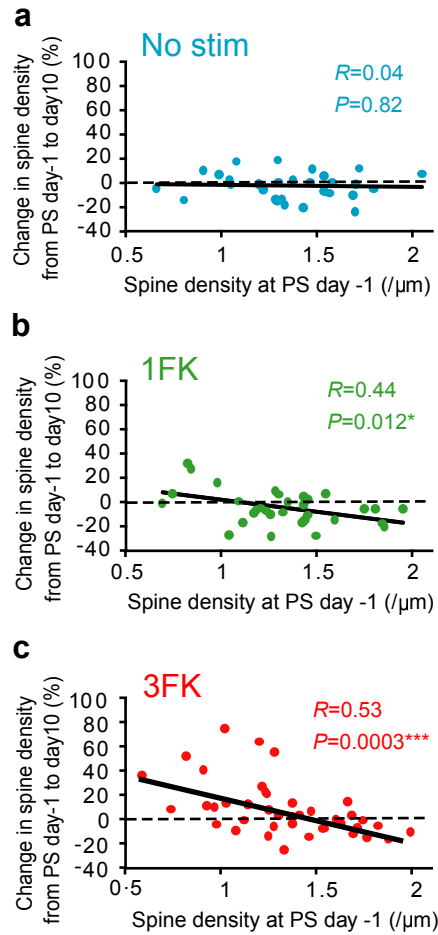 a
No stim
R=0.04
P=0.82
Change in spine density
from PS day-1 to day10 (%)
100
80
60
40
20
0
-20
-40
0.5
1
1.5
2
Spine density at PS day -1 (/μm)
b
1FK
R=0.44
P=0.012*
Change in spine density
from PS day-1 to day10 (%)
100
80
60
40
20
0
-20
-40
0.5
1
1.5
2
Spine density at PS day -1 (/μm)
c
3FK
R=0.53
P=0.0003***
Change in spine density
from PS day-1 to day10 (%)
100
80
60
40
20
0
-20
-40
0·5
1
1.5
2
Spine density at PS day -1 (/μm)